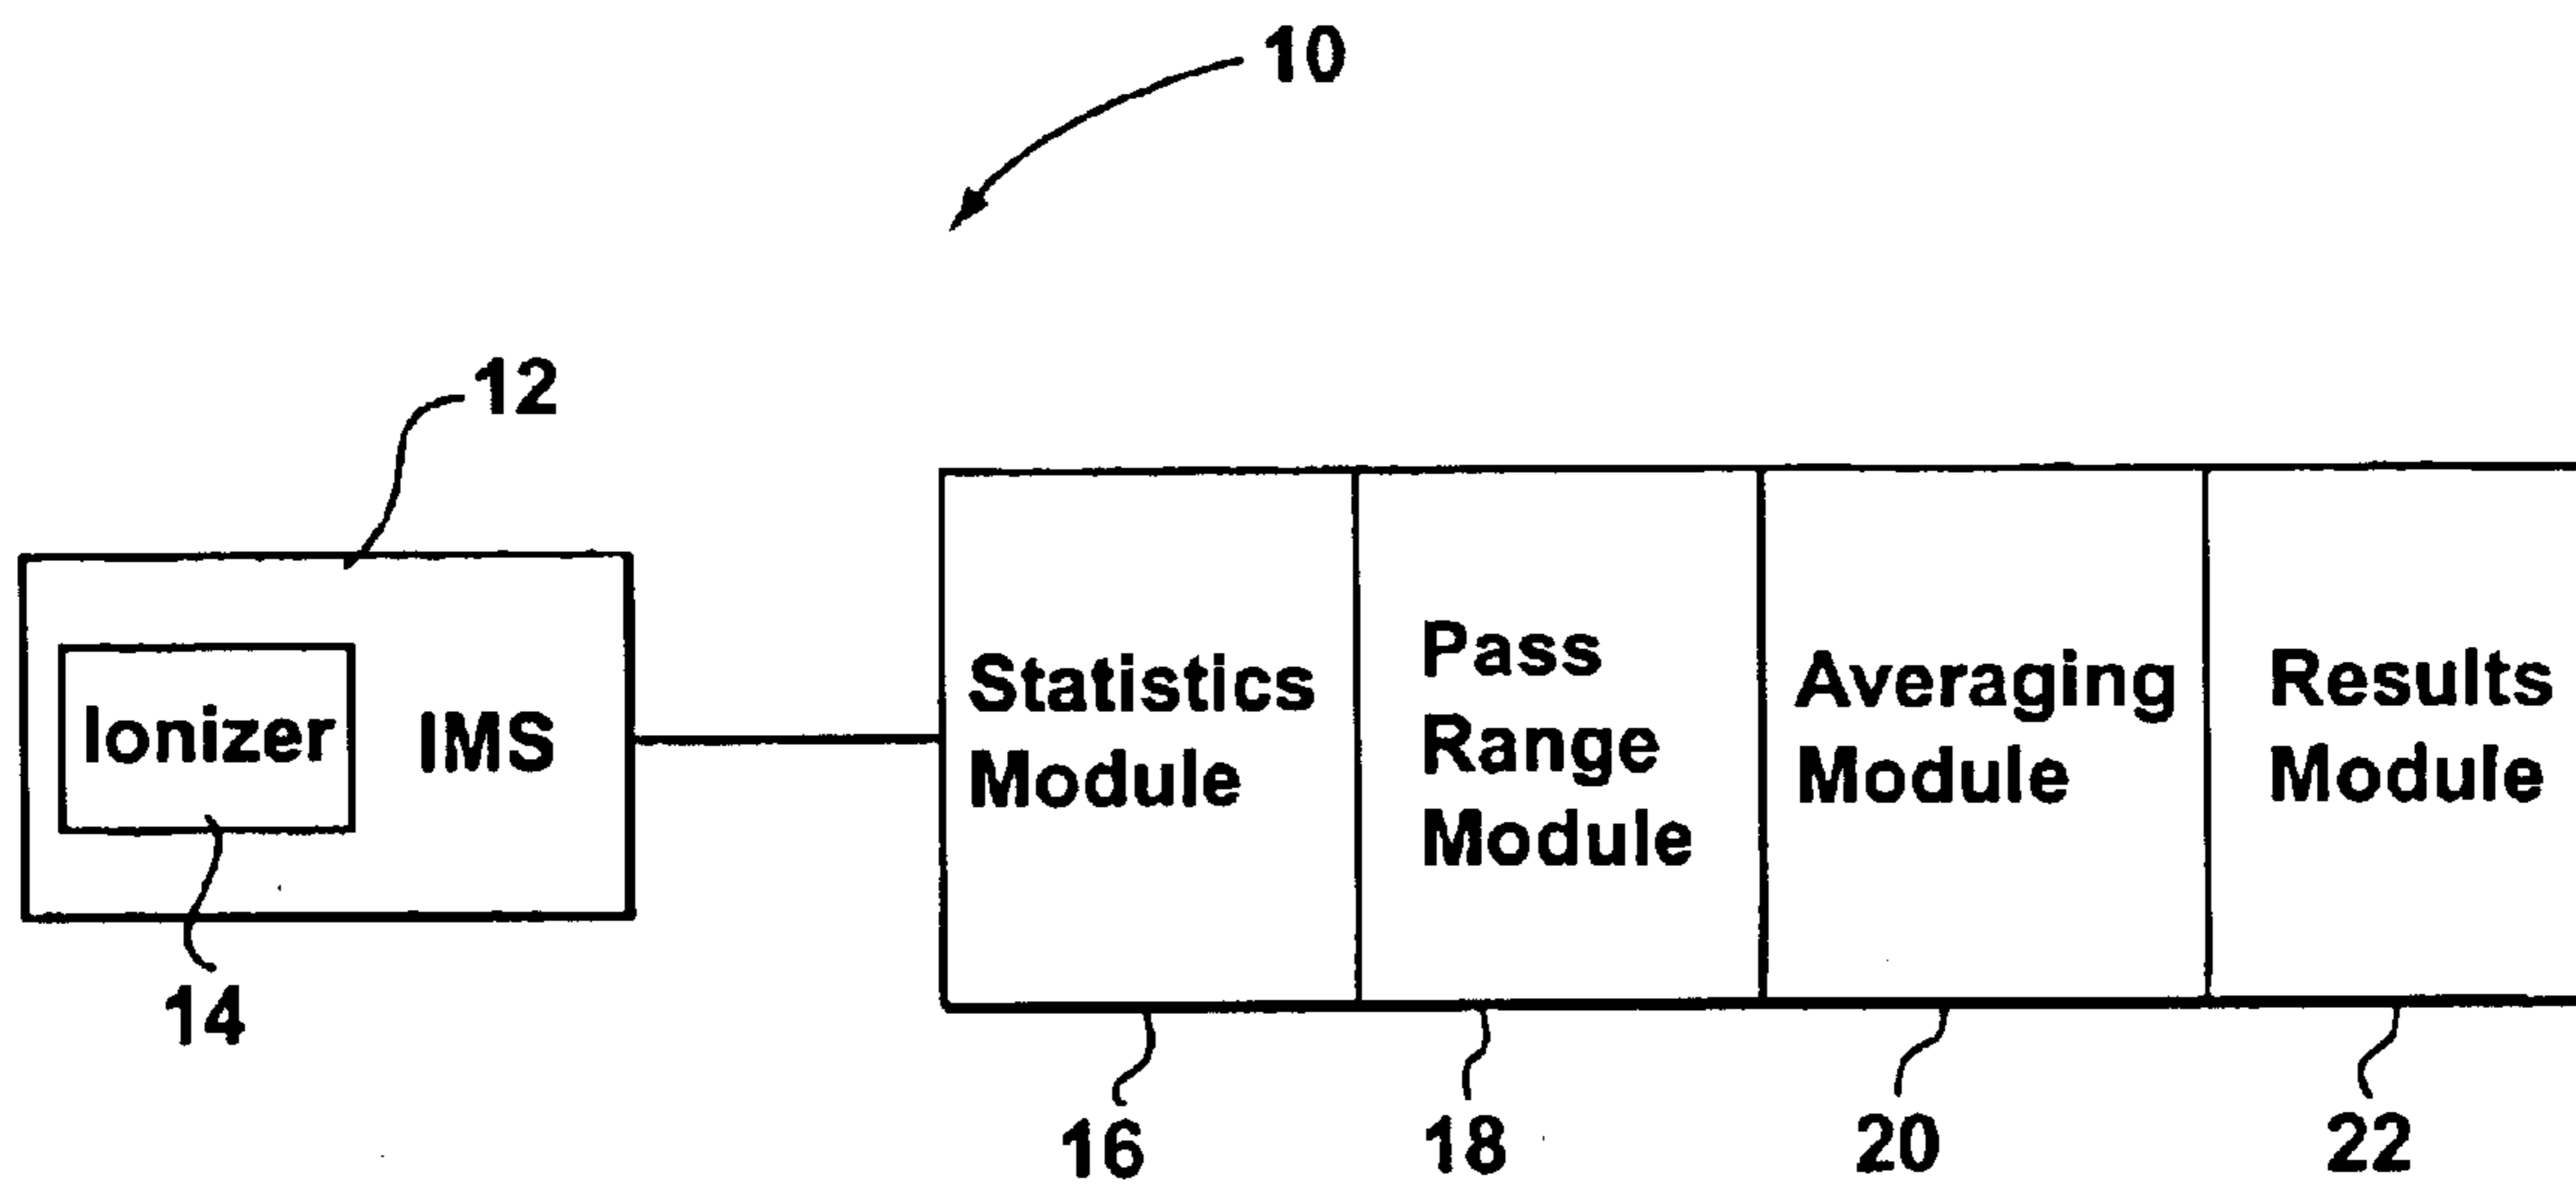 10
12
Ionizer
IMS
14
Statistics
Module
Pass
Range
Module
Averaging
Module
Results
Module
16
18
20
22